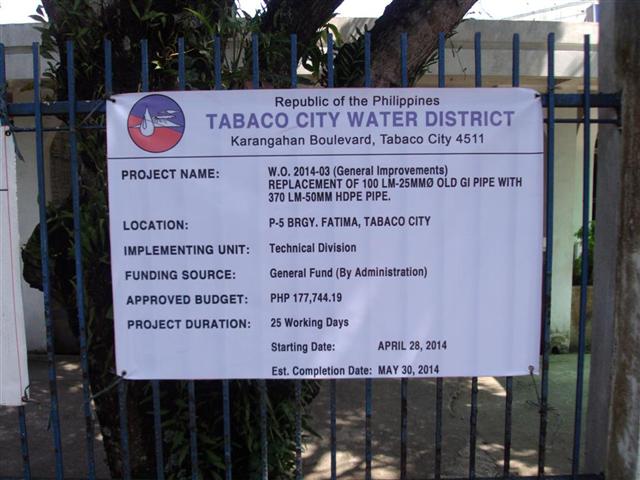 Republic of the Philippines
TABACO CITY WATER DISTRICT
Karangahan Boulevard, Tabaco City 4511
PROJECT NAME: W.O. 2014-03 (General Improvements)
REPLACEMENT OF 100 LM-25MMØ OLD GI PIPE WITH
370 LM-50MM HDPE PIPE.
LOCATION: P-5 BRGY. FATIMA, TABACO CITY
IMPLEMENTING UNIT: Technical Division
FUNDING SOURCE: General Fund (By Administration)
APPROVED BUDGET: PHP 177,744.19
PROJECT DURATION: 25 Working Days
Starting Date: APRIL 28, 2014
Est. Completion Date: MAY 30, 2014